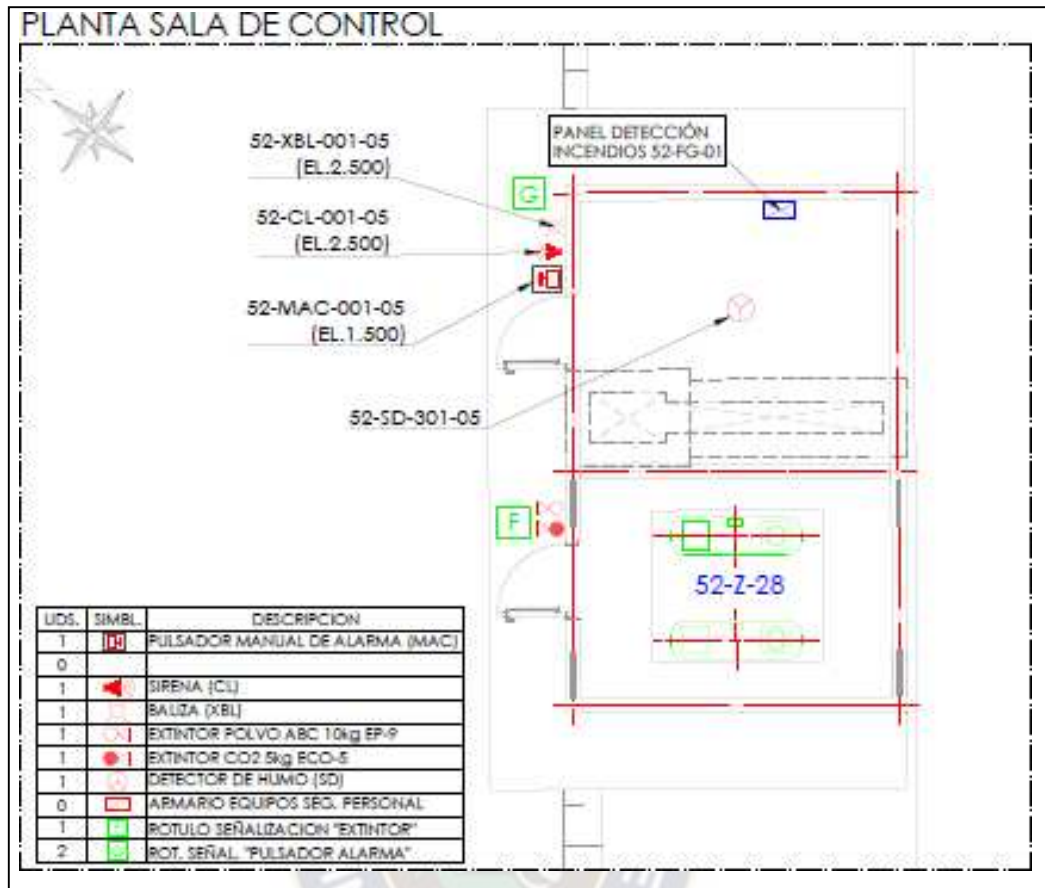 PLANTA SALA DE CONTROL
52-XBL-001-05
(EL.2.500)
PANEL DETECCIÓN
INCENDIOS 52-FG-01
G
52-CL-001-05
(EL.2.500)
52-MAC-001-05
(EL.1.500)
52-SD-301-05
F
52-Z-28
UDS. SIMBL. DESCRIPCION
1 PULSADOR MANUAL DE ALARMA (MAC)
0
1 SIRENA (CL)
1 BALIZA (XBL)
1 EXTINTOR POLVO ABC 10kg EP-9
1 EXTINTOR CO2 5kg ECO-5
1 DETECTOR DE HUMO (SD)
0 ARMARIO EQUIPOS SEG. PERSONAL
1 ROTULO SEÑALIZACION "EXTINTOR"
2 ROT. SEÑAL. "PULSADOR ALARMA"